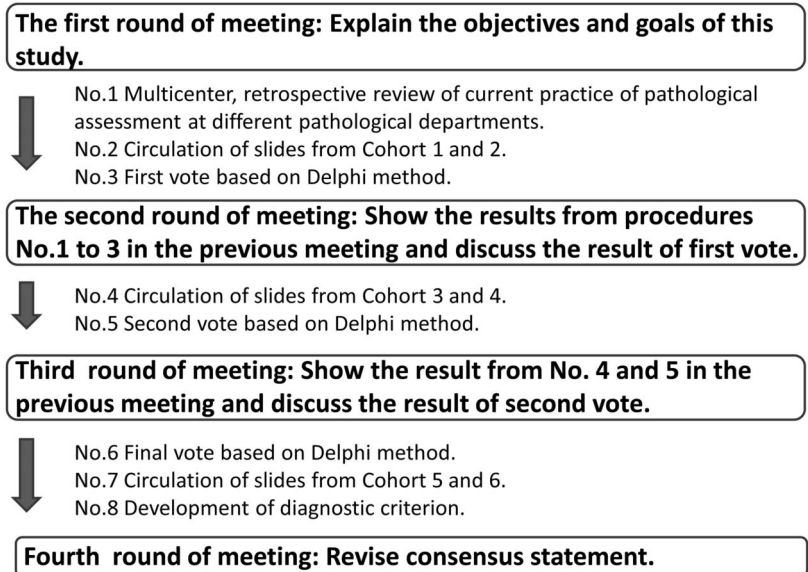 The first round of meeting: Explain the objectives and goals of this
study.
No.1 Multicenter, retrospective review of current practice of pathological
assessment at different pathological departments.
No.2 Circulation of slides from Cohort 1 and 2.
No.3 First vote based on Delphi method.
The second round of meeting: Show the results from procedures
No.1 to 3 in the previous meeting and discuss the result of first vote.
No.4 Circulation of slides from Cohort 3 and 4.
No.5 Second vote based on Delphi method.
Third  round of meeting: Show the result from No. 4 and 5 in the
previous meeting and discuss the result of second vote.
No.6 Final vote based on Delphi method.
No.7 Circulation of slides from Cohort 5 and 6.
No.8 Development of diagnostic criterion.
Fourth  round of meeting: Revise consensus statement.